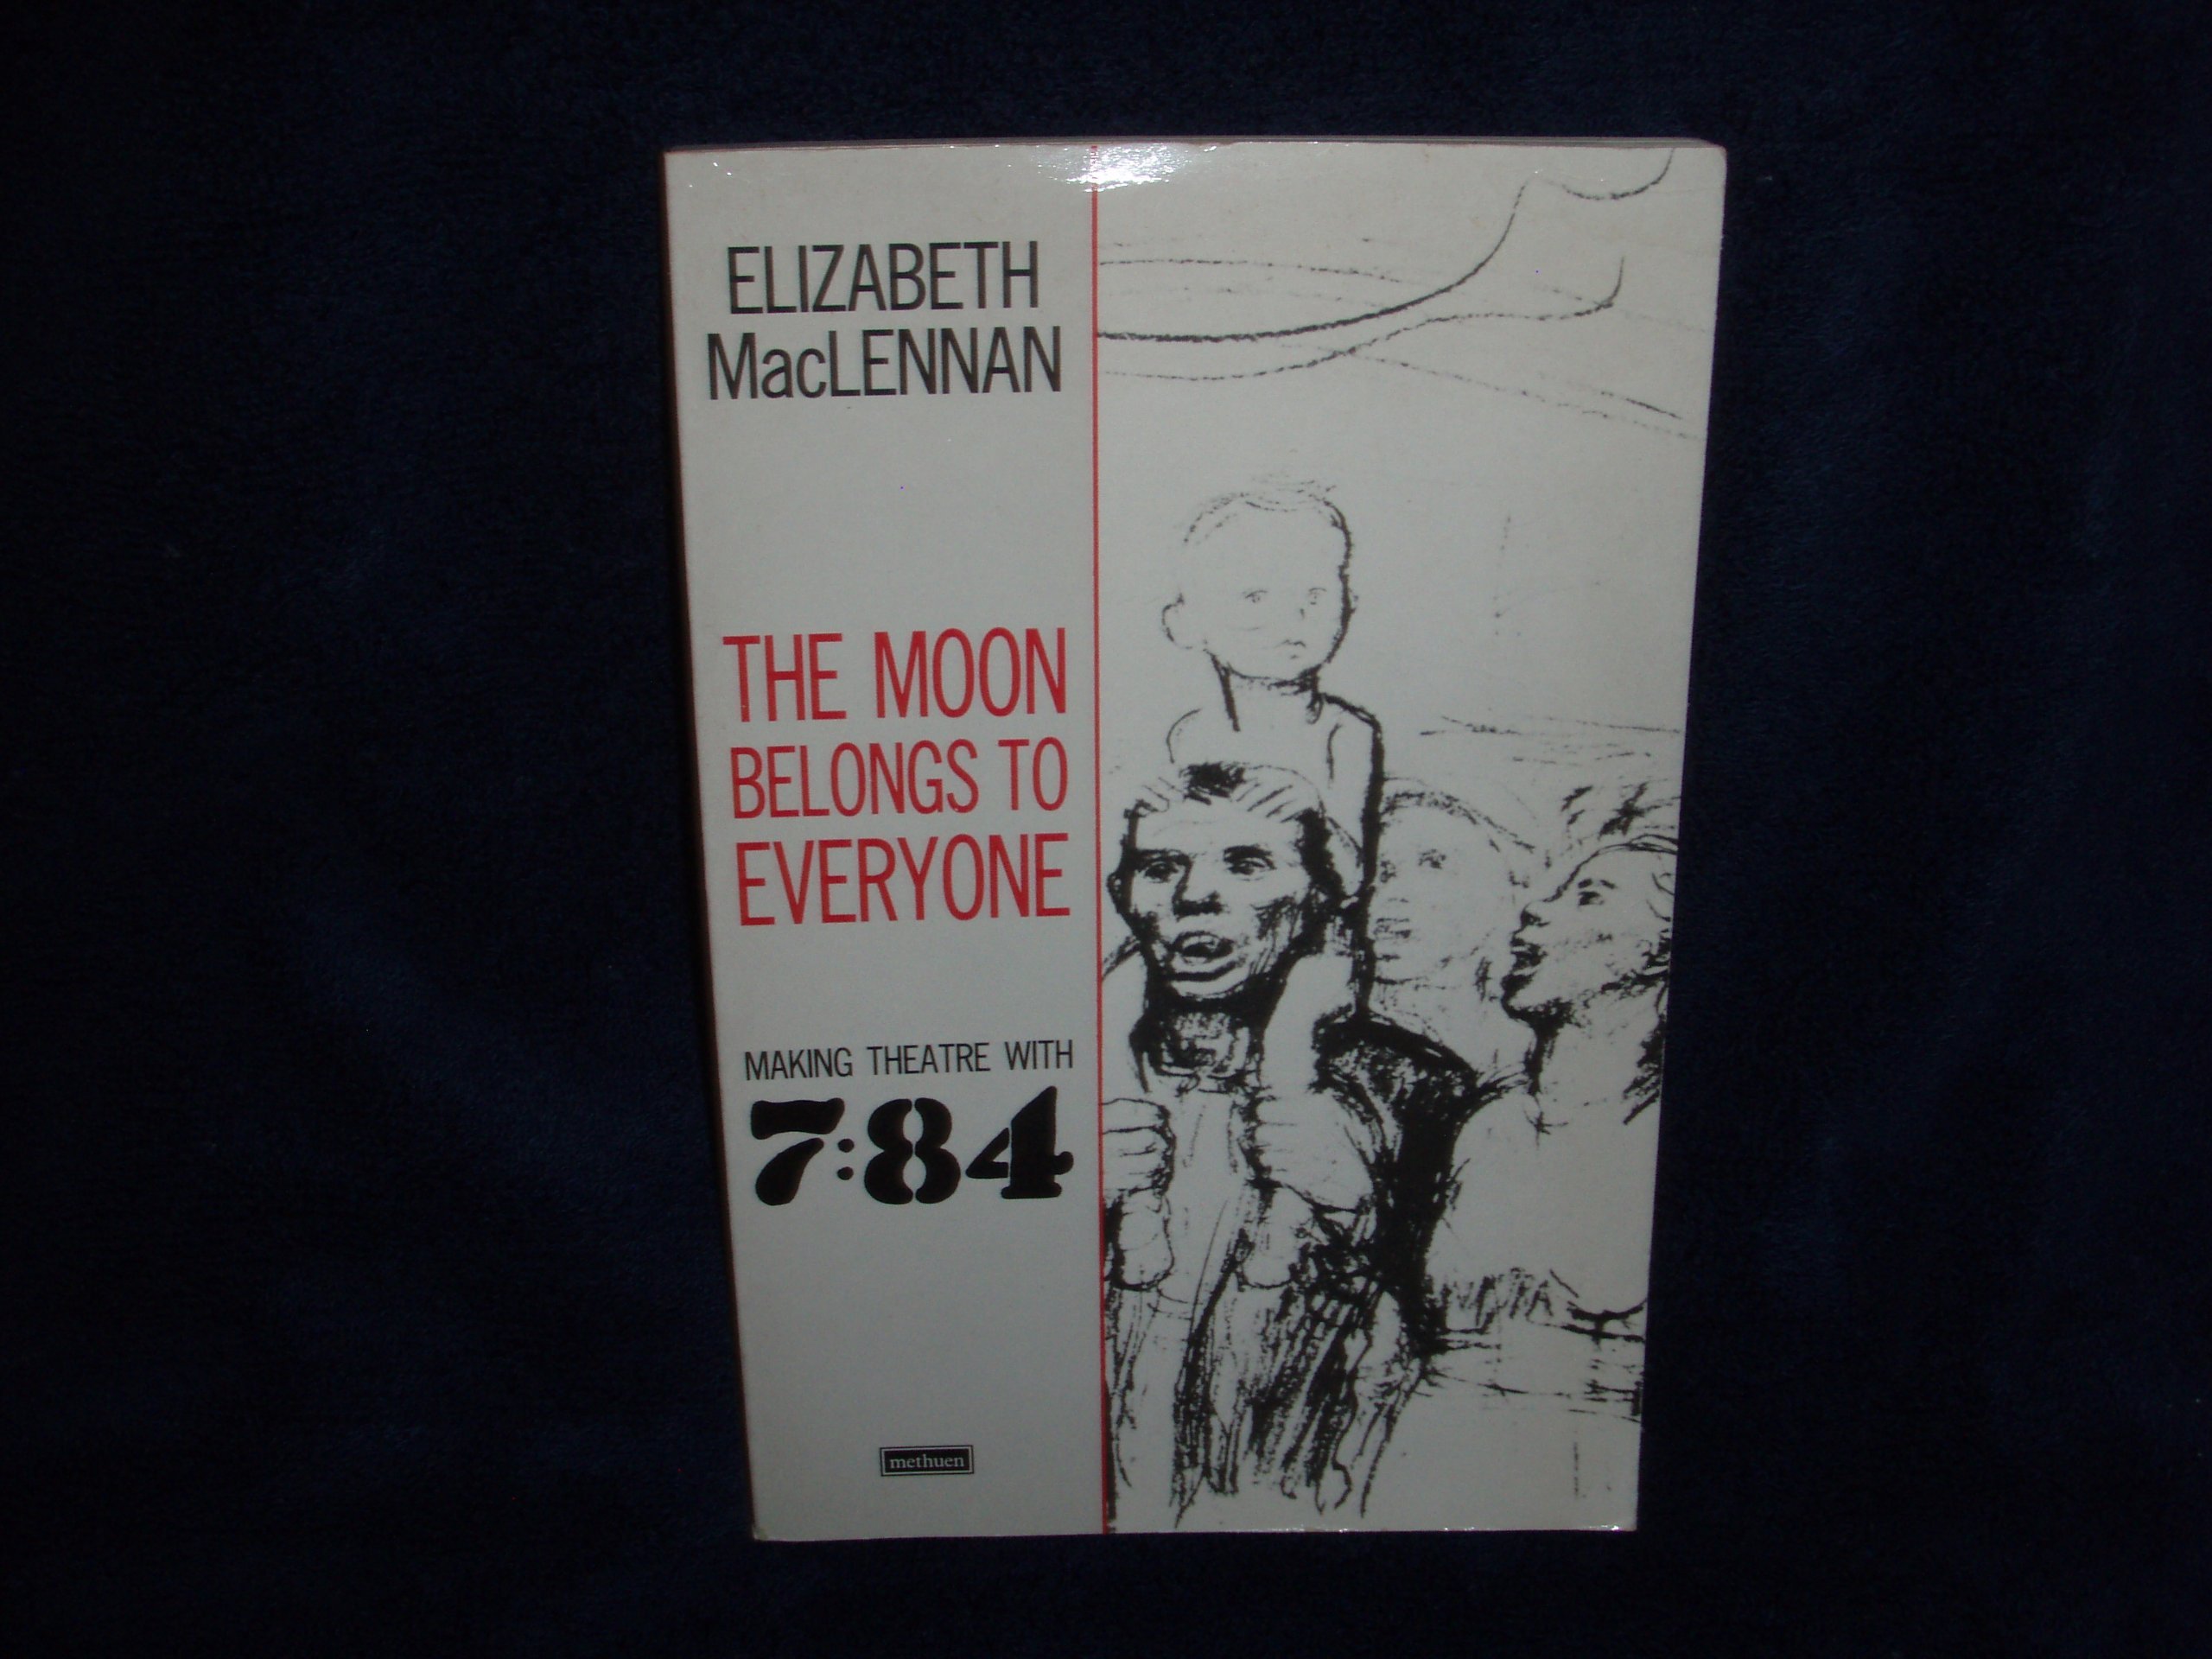 ELIZABETH
MacLENNAN
THE MOON
BELONGS TO
EVERYONE
MAKING THEATRE WITH
7:84
methuen